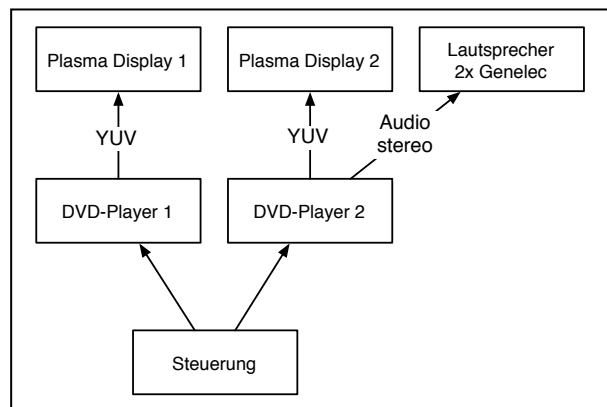 Plasma Display 1
Plasma Display 2
Lautsprecher
2x Genelec
YUV
YUV
Audio
stereo
DVD-Player 1
DVD-Player 2
Steuerung